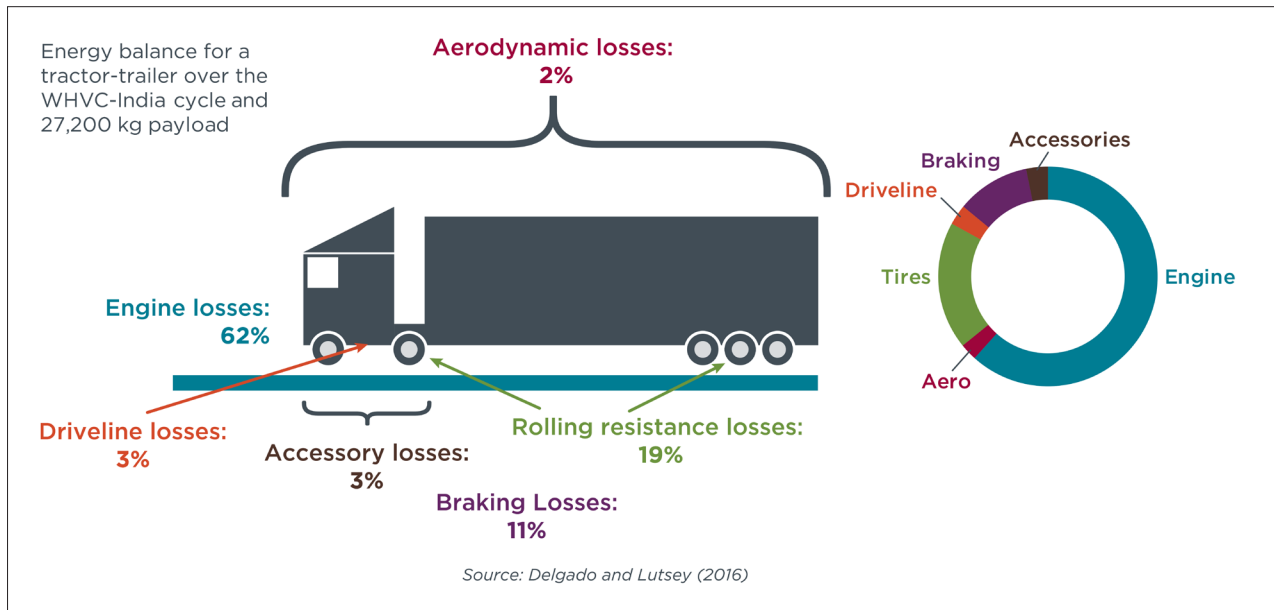 Energy balance for a
tractor-trailer over the
WHVC-India cycle and
27,200 kg payload
Aerodynamic losses:
2%
Engine losses:
62%
Driveline losses:
3%
Accessory losses:
3%
Rolling resistance losses:
19%
Braking Losses:
11%
Accessories
Braking
Driveline
Tires
Engine
Aero
Source: Delgado and Lutsey (2016)